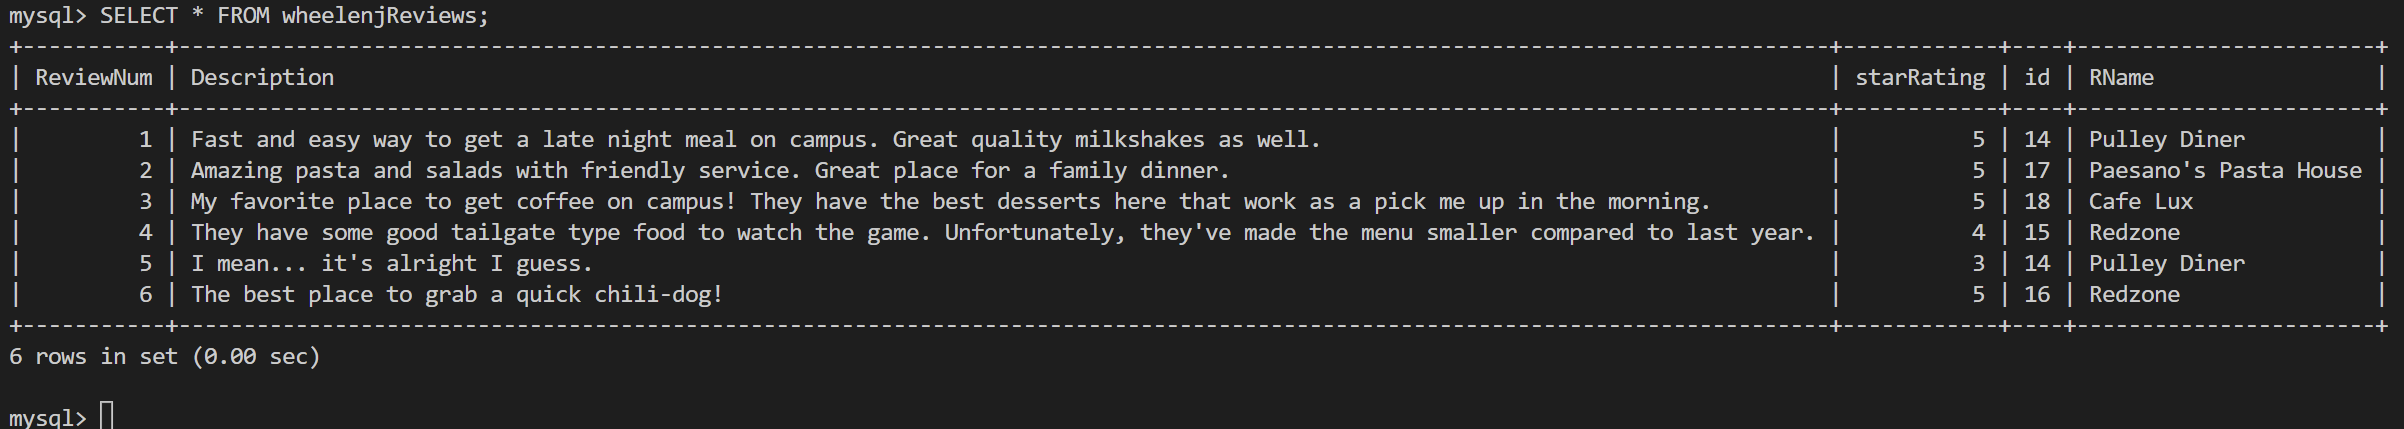 mysql> SELECT * FROM wheelenjReviews;
+-----------+-------------------------------------------------------------------------------------------------------------------------------+------------+----+-----------------------+
| ReviewNum | Description                                                                                                                   | starRating | id | RName                 |
+-----------+-------------------------------------------------------------------------------------------------------------------------------+------------+----+-----------------------+
|         1 | Fast and easy way to get a late night meal on campus. Great quality milkshakes as well.                                       |          5 | 14 | Pulley Diner          |
|         2 | Amazing pasta and salads with friendly service. Great place for a family dinner.                                              |          5 | 17 | Paesano's Pasta House |
|         3 | My favorite place to get coffee on campus! They have the best desserts here that work as a pick me up in the morning.         |          5 | 18 | Cafe Lux              |
|         4 | They have some good tailgate type food to watch the game. Unfortunately, they've made the menu smaller compared to last year. |          4 | 15 | Redzone               |
|         5 | I mean... it's alright I guess.                                                                                               |          3 | 14 | Pulley Diner          |
|         6 | The best place to grab a quick chili-dog!                                                                                     |          5 | 16 | Redzone               |
+-----------+-------------------------------------------------------------------------------------------------------------------------------+------------+----+-----------------------+
6 rows in set (0.00 sec)
mysql>